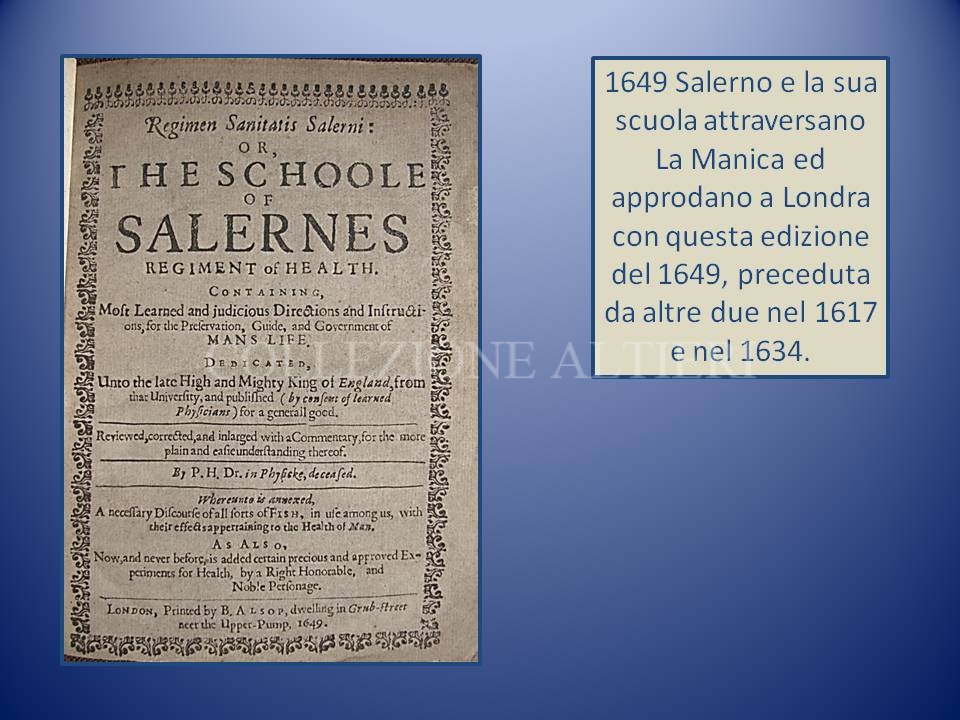 Regimen Sanitatis Salerni:
OR,
THE SCHOOLE
OF
SALERNES
REGIMENT of HEALTH.
CONTAINING,
Moſt Learned and judicious Directions and Inſtructi-
ons, for the Preſervation, Guide, and Government of
MANS LIFE.
DEDICATED,
Unto the late High and Mighty King of England, from
that Univerſity, and publiſhed ( by conſent of learned
Phyſicians ) for a generall good.
Reviewed, corrected, and inlarged with a Commentary, for the more
plain and eaſie underſtanding thereof.
By P. H. Dr. in Phyſicke, deceaſed.
Whereunto is annexed,
A neceſſary Diſcourſe of all ſorts of FISH, in uſe among us, with
their effects appertaining to the Health of Man.
AS ALSO,
Now, and never before, is added certain precious and approved Ex-
periments for Health, by a Right Honorable, and
Noble Perſonage.
LONDON, Printed by B. ALSOP, dwelling in Grub-ſtreet
neer the Upper-Pump, 1649.
1649 Salerno e la sua
scuola attraversano
La Manica ed
approdano a Londra
con questa edizione
del 1649, preceduta
da altre due nel 1617
e nel 1634.
COLLEZIONE ALTIERI